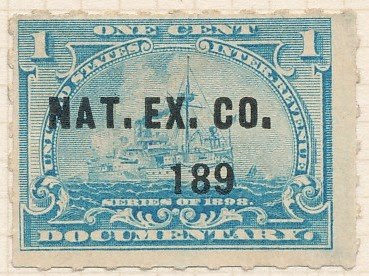 ONE CENT
1 1
UNITED STATES INTER. REVENUE
NAT. EX. CO.
189
SERIES OF 1898.
DOCUMENTARY.